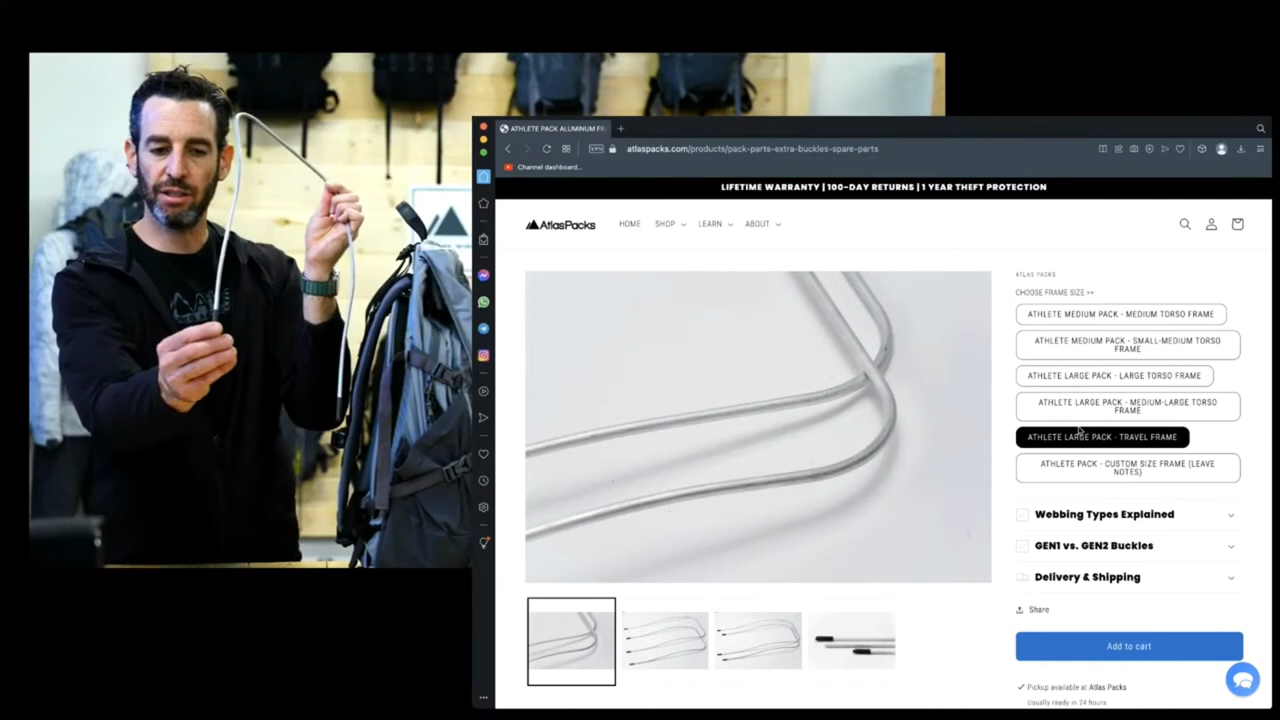 ATHLETE PACK ALUMINUM FR
VPN
atlaspacks.com/products/pack-parts-extra-buckles-spare-parts
Channel dashboard...
LIFETIME WARRANTY | 100-DAY RETURNS | 1 YEAR THEFT PROTECTION
AtlasPacks
HOME
SHOP
LEARN
ABOUT
ATLAS PACKS
CHOOSE FRAME SIZE >>
ATHLETE MEDIUM PACK - MEDIUM TORSO FRAME
ATHLETE MEDIUM PACK - SMALL-MEDIUM TORSO
FRAME
ATHLETE LARGE PACK - LARGE TORSO FRAME
ATHLETE LARGE PACK - MEDIUM-LARGE TORSO
FRAME
ATHLETE LARGE PACK - TRAVEL FRAME
ATHLETE PACK - CUSTOM SIZE FRAME (LEAVE
NOTES)
Webbing Types Explained
GEN1 vs. GEN2 Buckles
Delivery & Shipping
Share
Add to cart
Pickup available at Atlas Packs
Usually ready in 24 hours